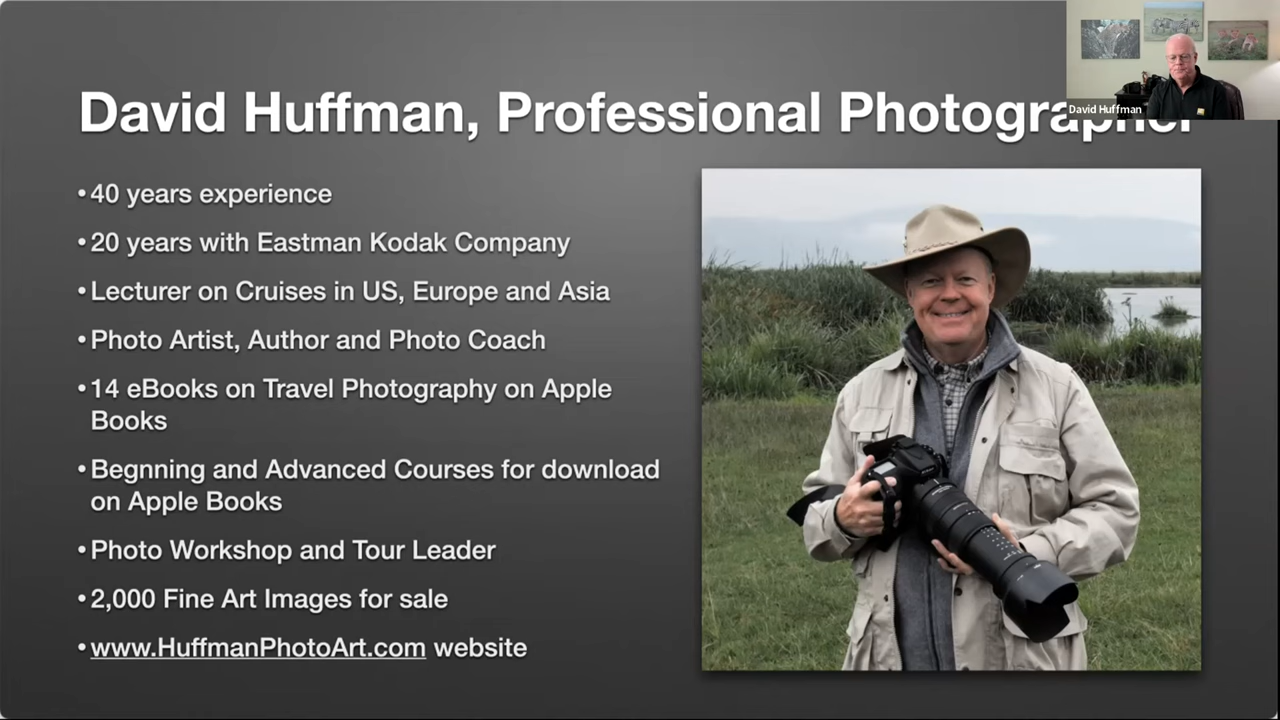 David Huffman, Professional Photographer
David Huffman
•40 years experience
•20 years with Eastman Kodak Company
•Lecturer on Cruises in US, Europe and Asia
•Photo Artist, Author and Photo Coach
•14 eBooks on Travel Photography on Apple
Books
•Begnning and Advanced Courses for download
on Apple Books
•Photo Workshop and Tour Leader
•2,000 Fine Art Images for sale
•www.HuffmanPhotoArt.com website